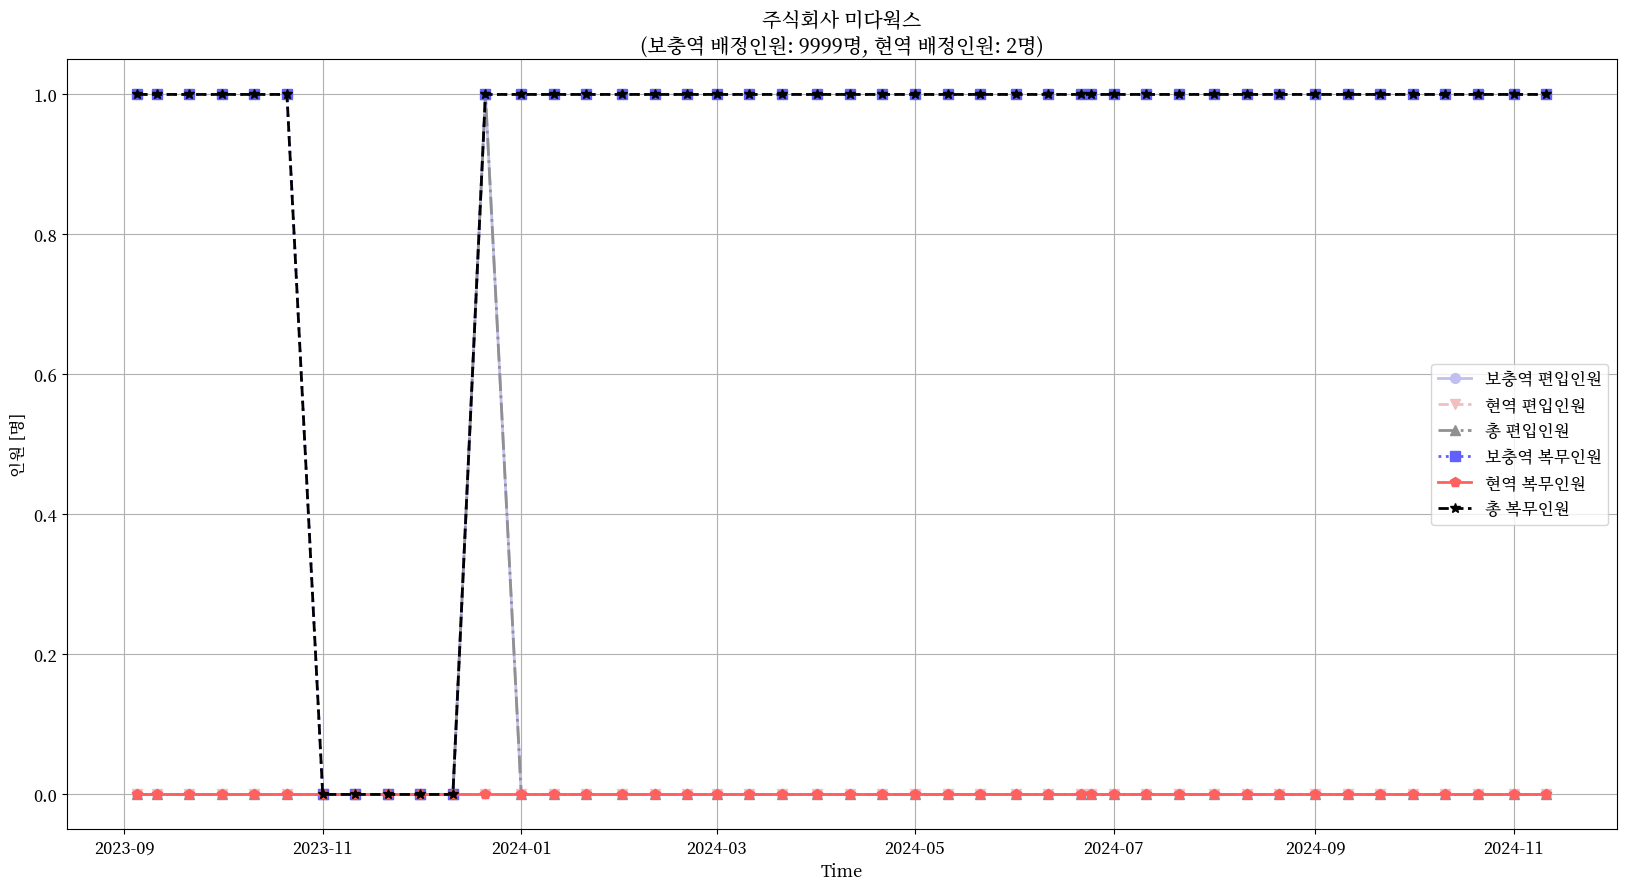 주식회사 미다웍스
(보충역 배정인원: 9999명, 현역 배정인원: 2명)
1.0
0.8
0.6
0.4
0.2
0.0
인원 [명]
보충역 편입인원
현역 편입인원
총 편입인원
보충역 복무인원
현역 복무인원
총 복무인원
2023-09
2023-11
2024-01
2024-03
2024-05
2024-07
2024-09
2024-11
Time